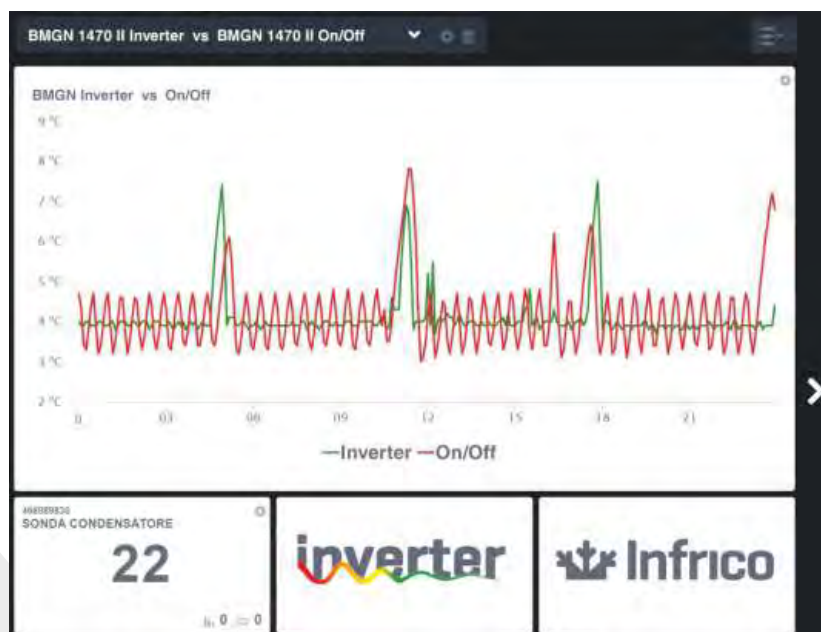 BMGN 1470 II Inverter vs BMGN 1470 II On/Off
BMGN Inverter vs On/Off
9 °C
8 °C
7 °C
6 °C
5 °C
4 °C
3 °C
2 °C
0 03 06 09 12 15 18 21
Inverter On/Off
SONDA CONDENSATORE
22
0 0
inverter
Infrico